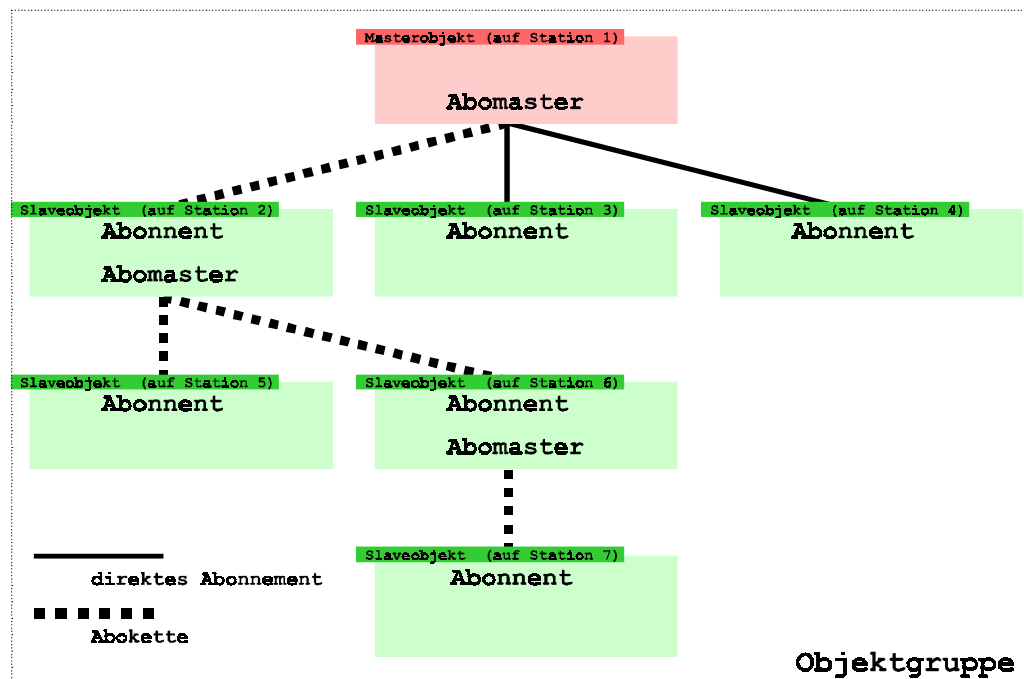 Masterobjekt (auf Station 1)
Abomaster
Slaveobjekt (auf Station 2)
Abonnent
Abomaster
Slaveobjekt (auf Station 3)
Abonnent
Slaveobjekt (auf Station 4)
Abonnent
Slaveobjekt (auf Station 5)
Abonnent
Slaveobjekt (auf Station 6)
Abonnent
Abomaster
Slaveobjekt (auf Station 7)
Abonnent
direktes Abonnement
Abokette
Objektgruppe